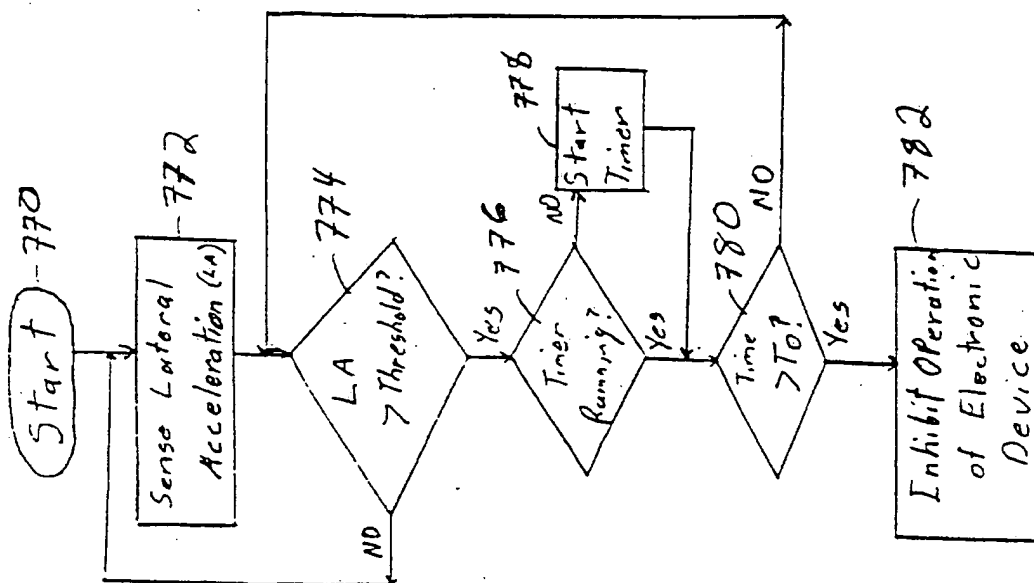 Start
770
Sense Lateral
Acceleration (LA)
772
LA
> Threshold?
774
NO
Yes
Timer
Running?
776
NO
Start
Timer
778
Yes
Time
> To?
780
NO
Yes
Inhibit OPeration
of Electronic
Device
782